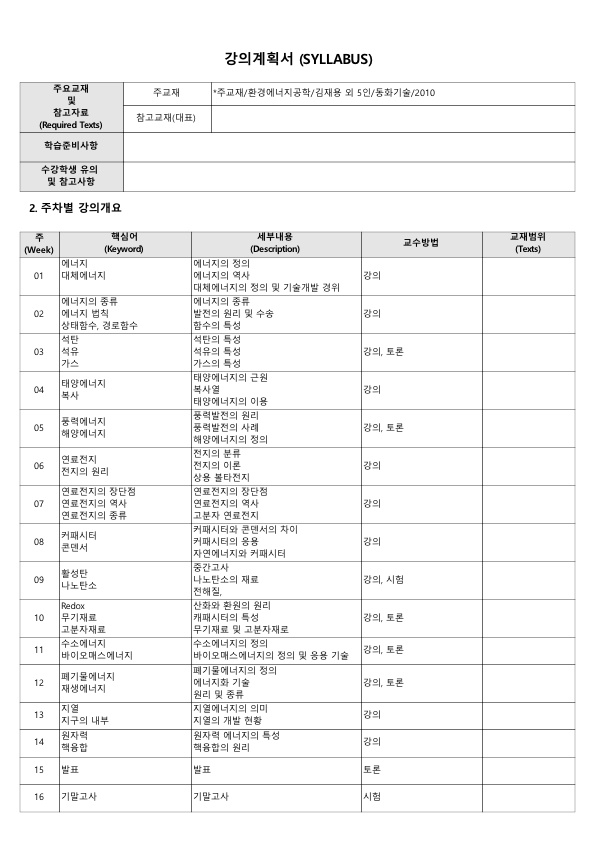 강의계획서 (SYLLABUS)
주요교재
및
참고자료
(Required Texts)
주교재
*주교재/환경에너지공학/김재용 외 5인/동화기술/2010
참고교재(대표)
학습준비사항
수강학생 유의
및 참고사항
2. 주차별 강의개요
주
(Week)
핵심어
(Keyword)
세부내용
(Description)
교수방법
교재범위
(Texts)
01
에너지
대체에너지
에너지의 정의
에너지의 역사
대체에너지의 정의 및 기술개발 경위
강의
02
에너지의 종류
에너지 법칙
상태함수, 경로함수
에너지의 종류
발전의 원리 및 수송
함수의 특성
강의
03
석탄
석유
가스
석탄의 특성
석유의 특성
가스의 특성
강의, 토론
04
태양에너지
복사
태양에너지의 근원
복사열
태양에너지의 이용
강의
05
풍력에너지
해양에너지
풍력발전의 원리
풍력발전의 사례
해양에너지의 정의
강의, 토론
06
연료전지
전지의 원리
전지의 분류
전지의 이론
상용 볼타전지
강의
07
연료전지의 장단점
연료전지의 역사
연료전지의 종류
연료전지의 장단점
연료전지의 역사
고분자 연료전지
강의
08
커패시터
콘덴서
커패시터와 콘덴서의 차이
커패시터의 응용
자연에너지와 커패시터
강의
09
활성탄
나노탄소
중간고사
나노탄소의 재료
전해질,
강의, 시험
10
Redox
무기재료
고분자재료
산화와 환원의 원리
캐패시터의 특성
무기재료 및 고분자재로
강의, 토론
11
수소에너지
바이오매스에너지
수소에너지의 정의
바이오매스에너지의 정의 및 응용 기술
강의, 토론
12
폐기물에너지
재생에너지
폐기물에너지의 정의
에너지화 기술
원리 및 종류
강의, 토론
13
지열
지구의 내부
지열에너지의 의미
지열의 개발 현황
강의
14
원자력
핵융합
원자력 에너지의 특성
핵융합의 원리
강의
15
발표
발표
토론
16
기말고사
기말고사
시험